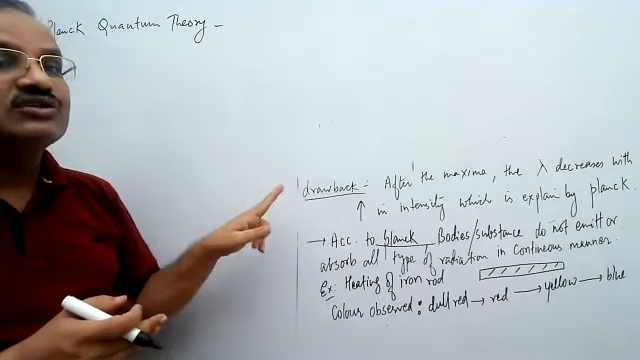 Planck Quantum Theory -
drawback :- After the maxima, the λ decreases with
↑ in intensity which is explain by planck.
→ Acc. to planck Bodies/substance do not emitt or
absorb all type of radiation in Contineous manner.
Ex: Heating of iron rod
Colour observed : dull red → red → yellow → blue